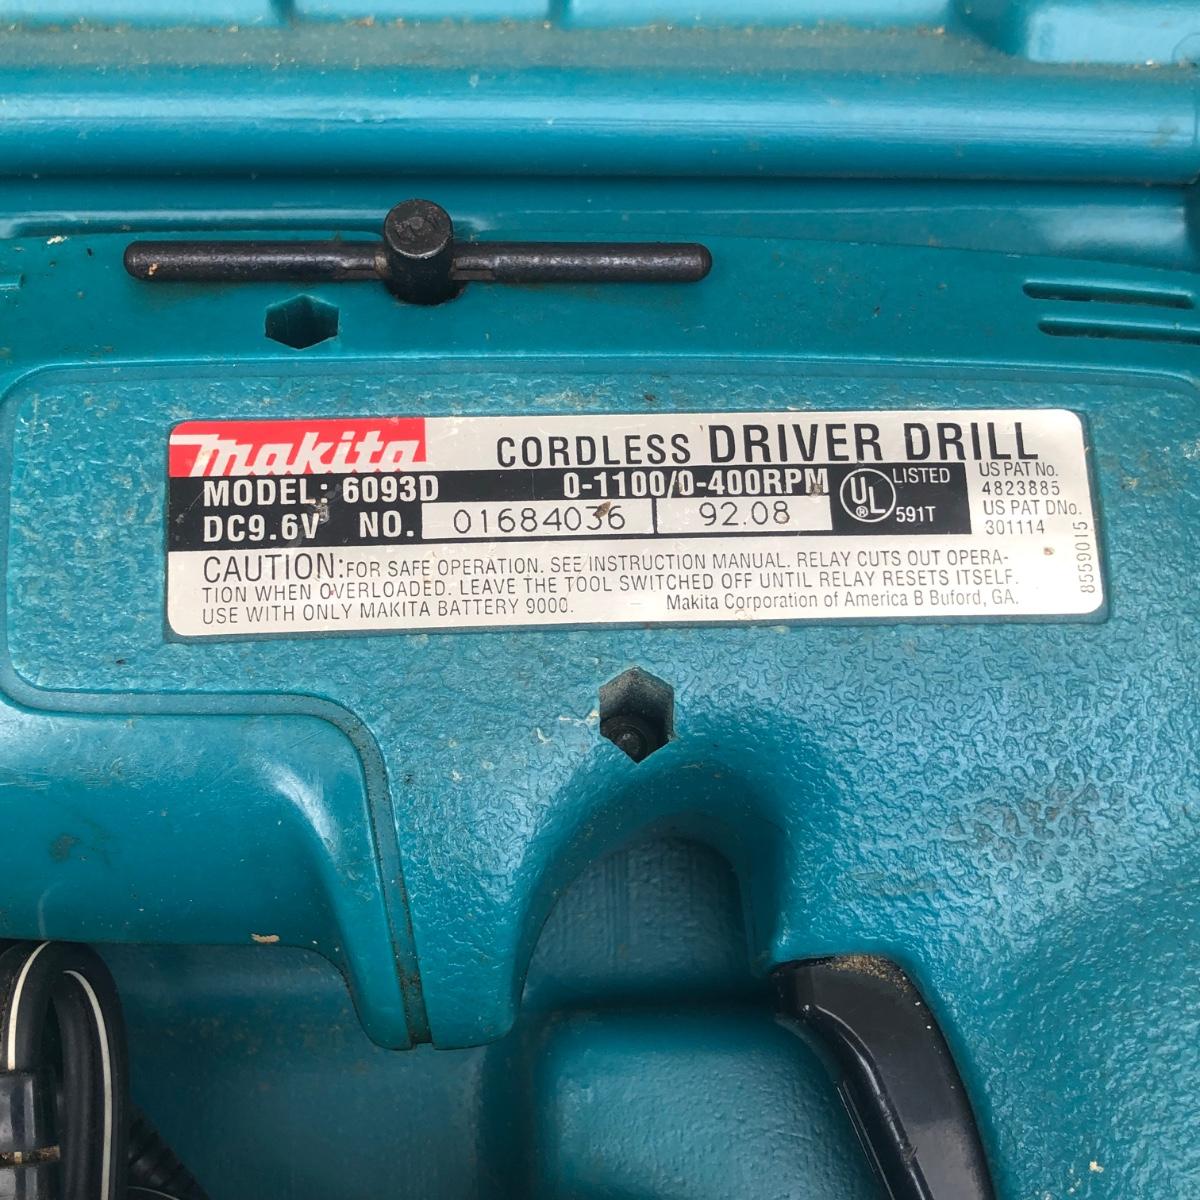 makita CORDLESS DRIVER DRILL
MODEL: 6093D 0-1100/0-400RPM
DC9.6V NO. 01684036 92.08
UL ® LISTED 591T
US PAT No.
4823885
US PAT DNo.
301114
8559015
CAUTION: FOR SAFE OPERATION. SEE INSTRUCTION MANUAL. RELAY CUTS OUT OPERA-
TION WHEN OVERLOADED. LEAVE THE TOOL SWITCHED OFF UNTIL RELAY RESETS ITSELF.
USE WITH ONLY MAKITA BATTERY 9000. Makita Corporation of America B Buford, GA.